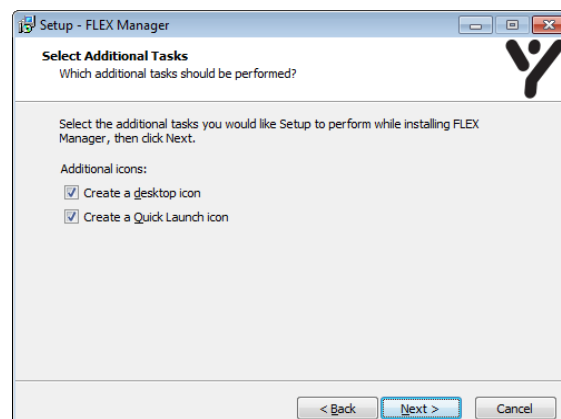 Setup - FLEX Manager
Select Additional Tasks
Which additional tasks should be performed?
Select the additional tasks you would like Setup to perform while installing FLEX
Manager, then click Next.
Additional icons:
Create a desktop icon
Create a Quick Launch icon
< Back Next > Cancel